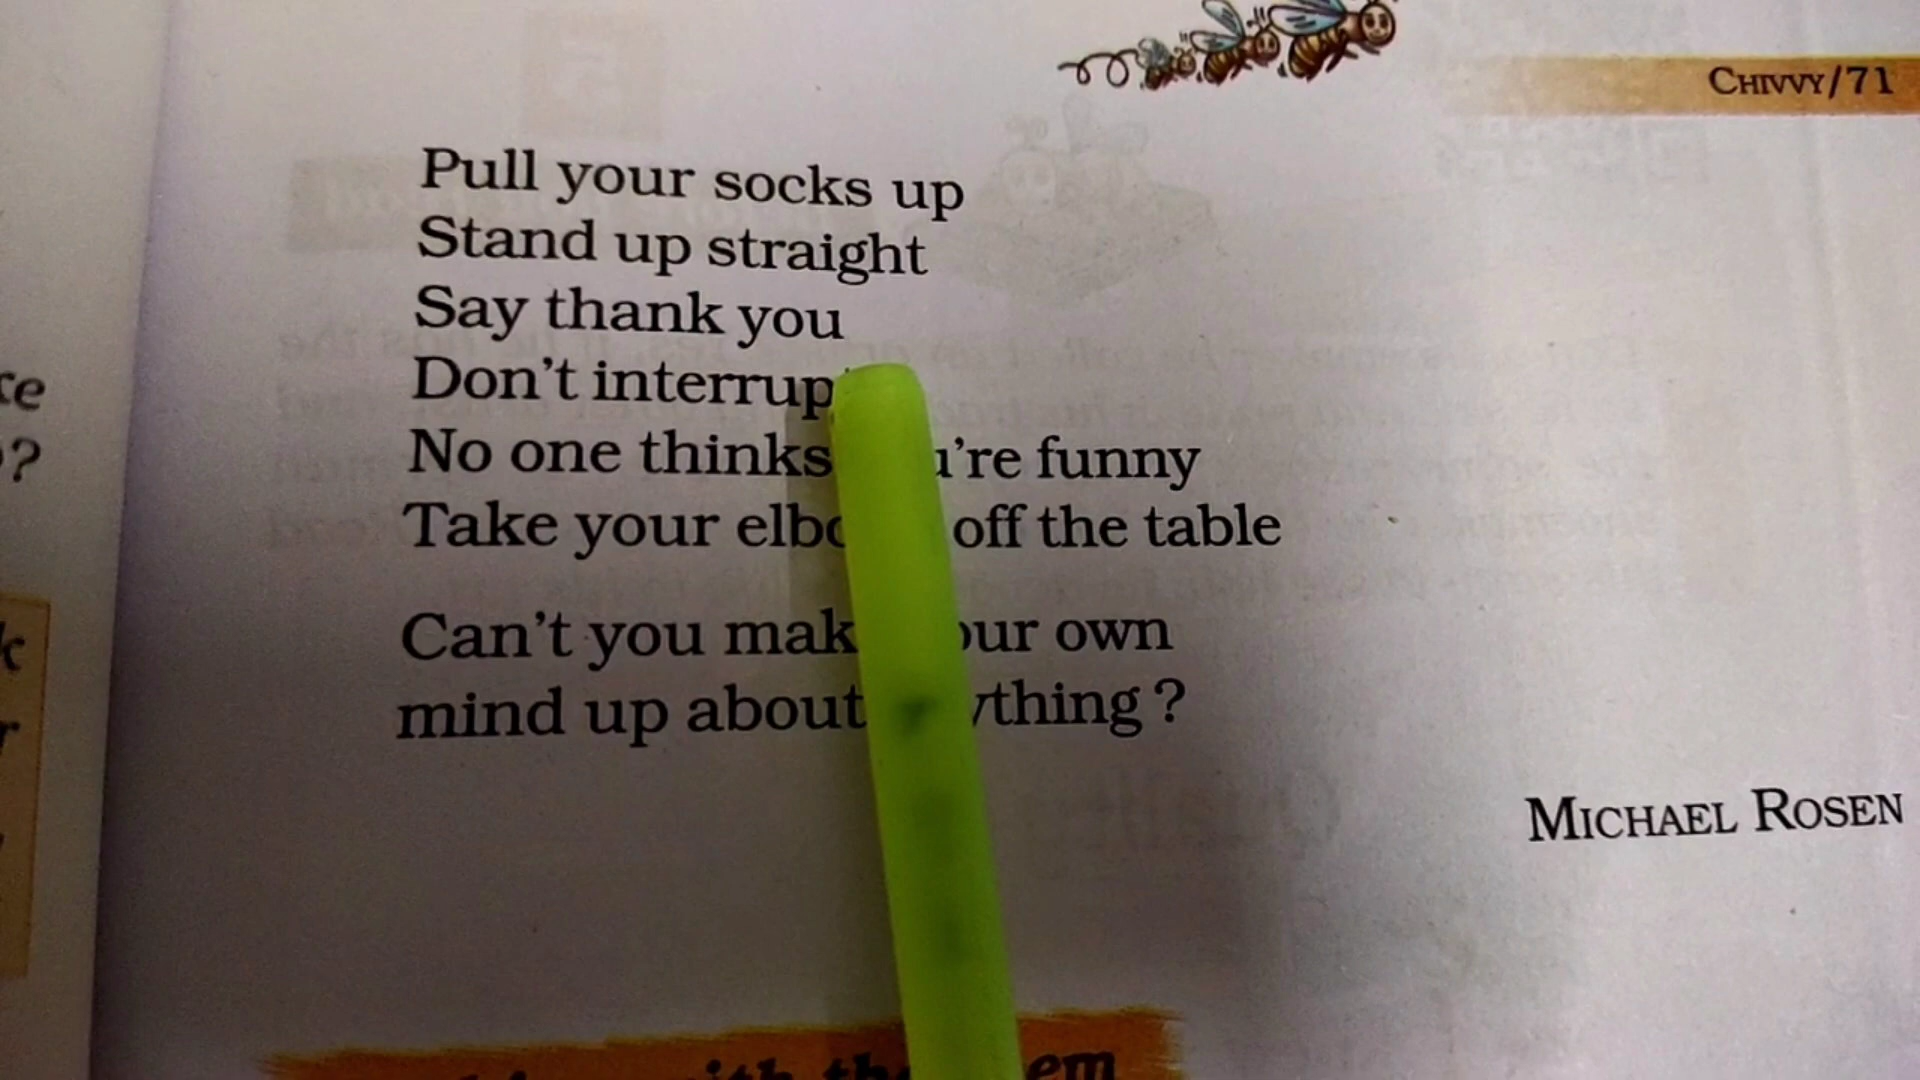 CHIVVY/71
Pull your socks up
Stand up straight
Say thank you
Don't
No one thinks funny
Take your off the table
Can't you own
mind up about ?
MICHAEL ROSEN